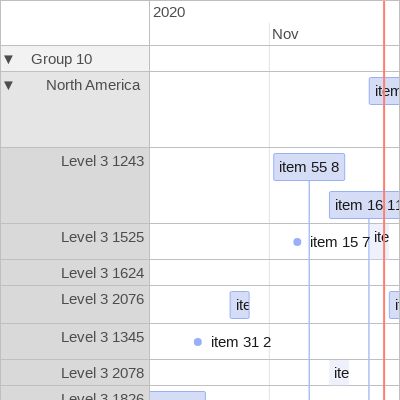 2020
Nov
▼ Group 10
▼ North America
item
Level 3 1243
item 55 8
item 16 11
Level 3 1525
item 15 7
ite
Level 3 1624
Level 3 2076
ite
i
Level 3 1345
item 31 2
Level 3 2078
ite
Level 3 1826